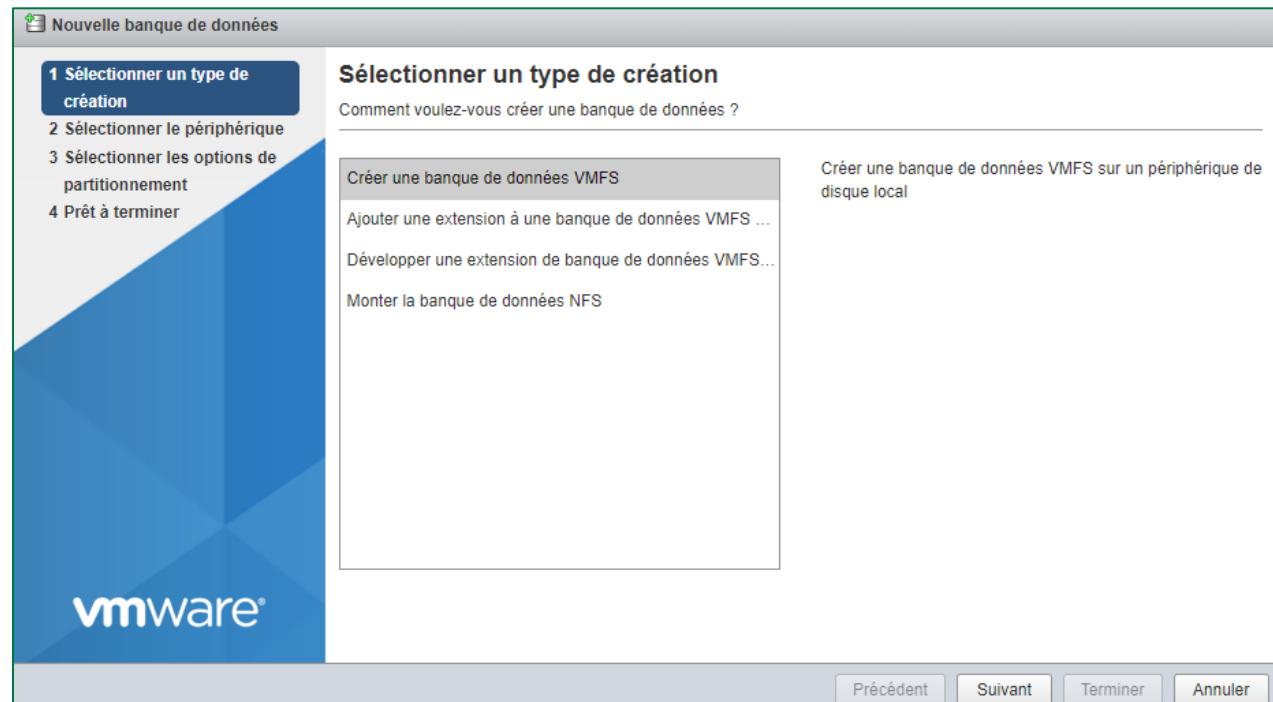 Nouvelle banque de données
1 Sélectionner un type de
création
2 Sélectionner le périphérique
3 Sélectionner les options de
partitionnement
4 Prêt à terminer
vmware®
Sélectionner un type de création
Comment voulez-vous créer une banque de données ?
Créer une banque de données VMFS
Ajouter une extension à une banque de données VMFS ...
Développer une extension de banque de données VMFS...
Monter la banque de données NFS
Créer une banque de données VMFS sur un périphérique de
disque local
Précédent Suivant Terminer Annuler